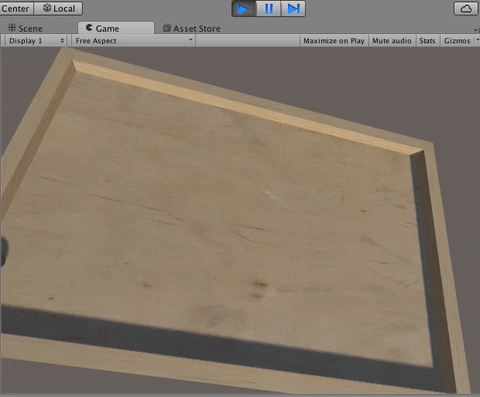 Center Local
Scene Game Asset Store
Display 1 Free Aspect Maximize on Play Mute audio Stats Gizmos